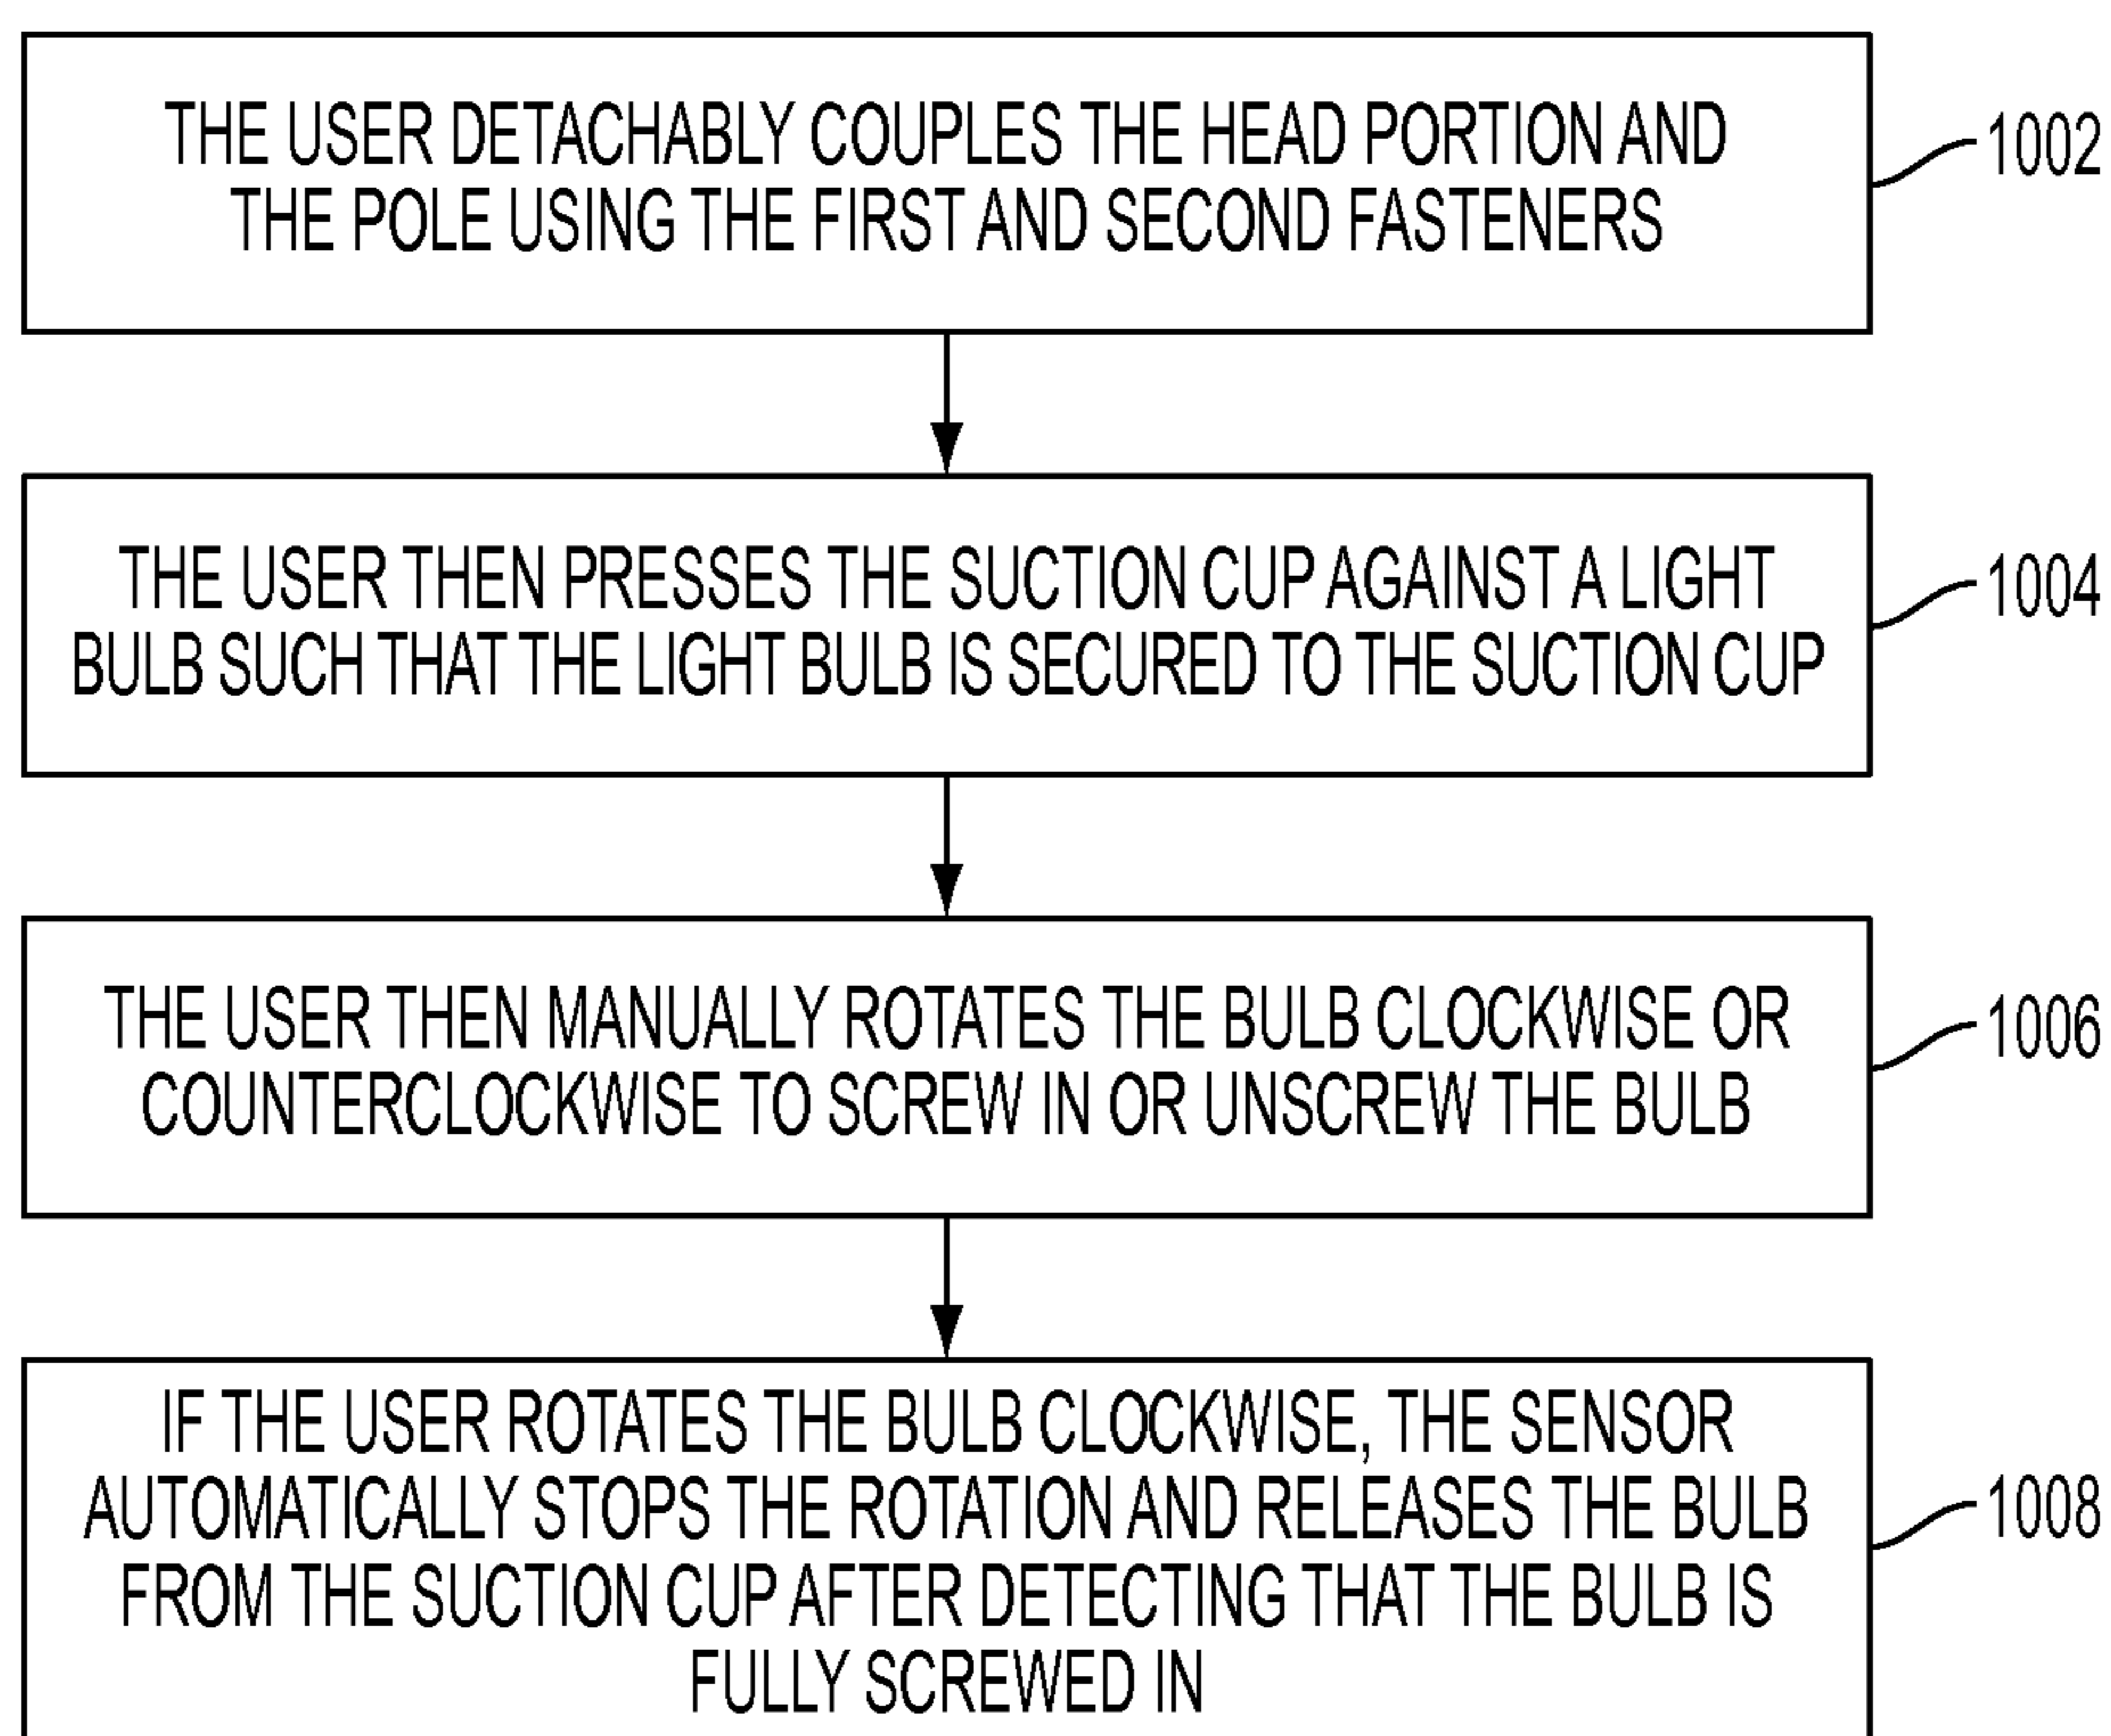 THE USER DETACHABLY COUPLES THE HEAD PORTION AND
THE POLE USING THE FIRST AND SECOND FASTENERS
1002
THE USER THEN PRESSES THE SUCTION CUP AGAINST A LIGHT
BULB SUCH THAT THE LIGHT BULB IS SECURED TO THE SUCTION CUP
1004
THE USER THEN MANUALLY ROTATES THE BULB CLOCKWISE OR
COUNTERCLOCKWISE TO SCREW IN OR UNSCREW THE BULB
1006
IF THE USER ROTATES THE BULB CLOCKWISE, THE SENSOR
AUTOMATICALLY STOPS THE ROTATION AND RELEASES THE BULB
FROM THE SUCTION CUP AFTER DETECTING THAT THE BULB IS
FULLY SCREWED IN
1008